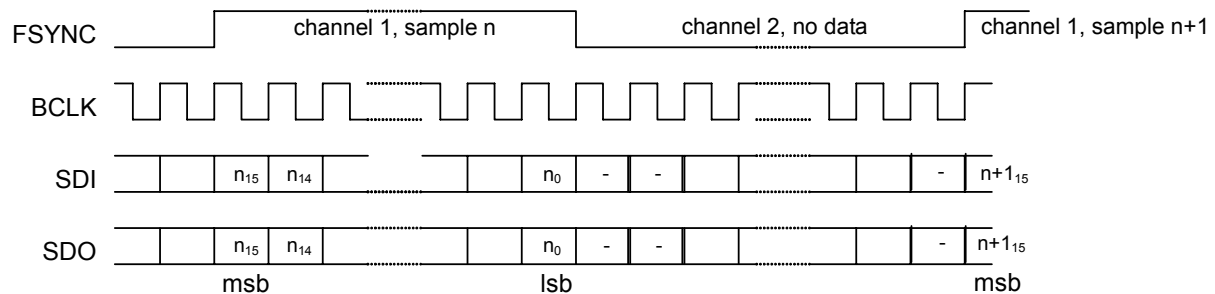 FSYNC channel 1, sample n channel 2, no data channel 1, sample n+1
BCLK
SDI n₁₅ n₁₄ n₀ - - - n+1₁₅
SDO n₁₅ n₁₄ n₀ - - - n+1₁₅
msb lsb msb